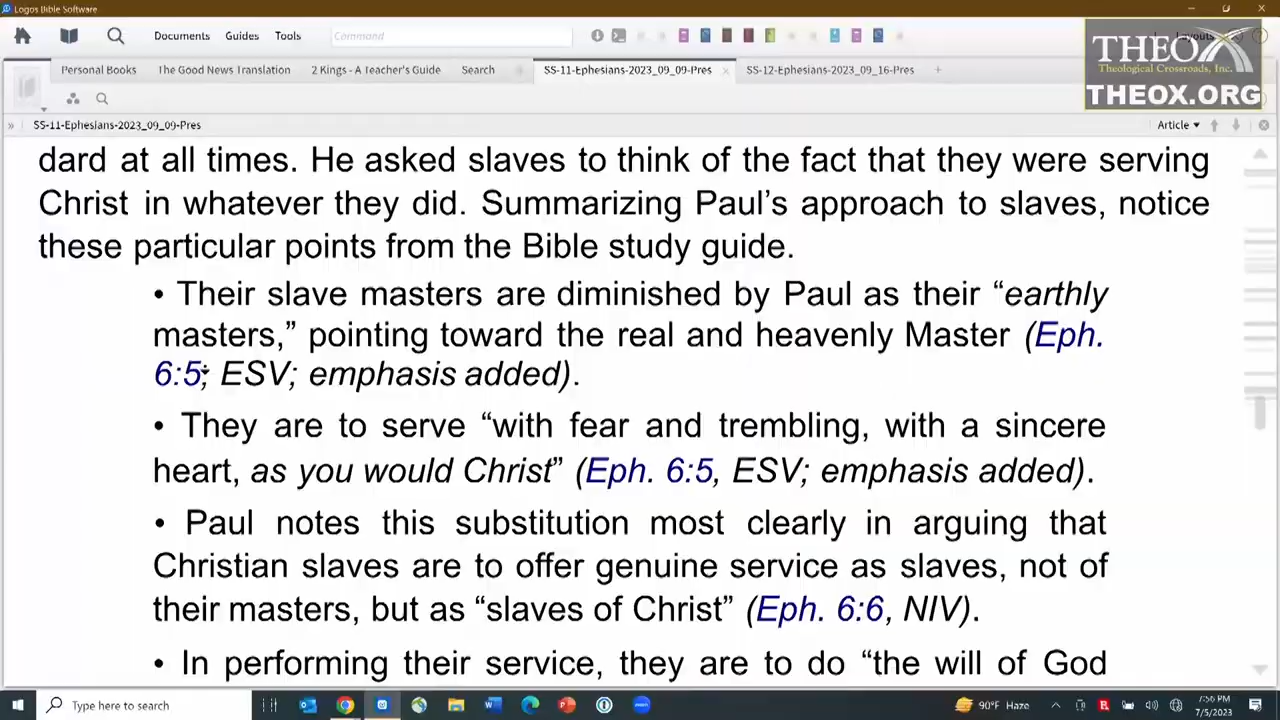 Logos Bible Software
Documents Guides Tools Command
THEOX
Theological Crossroads, Inc.
THEOX.ORG
Personal Books The Good News Translation 2 Kings - A Teacher's SS-11-Ephesians-2023_09_09-Pres SS-12-Ephesians-2023_09_16-Pres
SS-11-Ephesians-2023_09_09-Pres Article
dard at all times. He asked slaves to think of the fact that they were serving
Christ in whatever they did. Summarizing Paul's approach to slaves, notice
these particular points from the Bible study guide.
• Their slave masters are diminished by Paul as their “earthly
masters,” pointing toward the real and heavenly Master (Eph.
6:5; ESV; emphasis added).
• They are to serve “with fear and trembling, with a sincere
heart, as you would Christ” (Eph. 6:5, ESV; emphasis added).
• Paul notes this substitution most clearly in arguing that
Christian slaves are to offer genuine service as slaves, not of
their masters, but as “slaves of Christ” (Eph. 6:6, NIV).
• In performing their service, they are to do “the will of God
Type here to search 90°F Haze 7:56 PM
7/5/2023